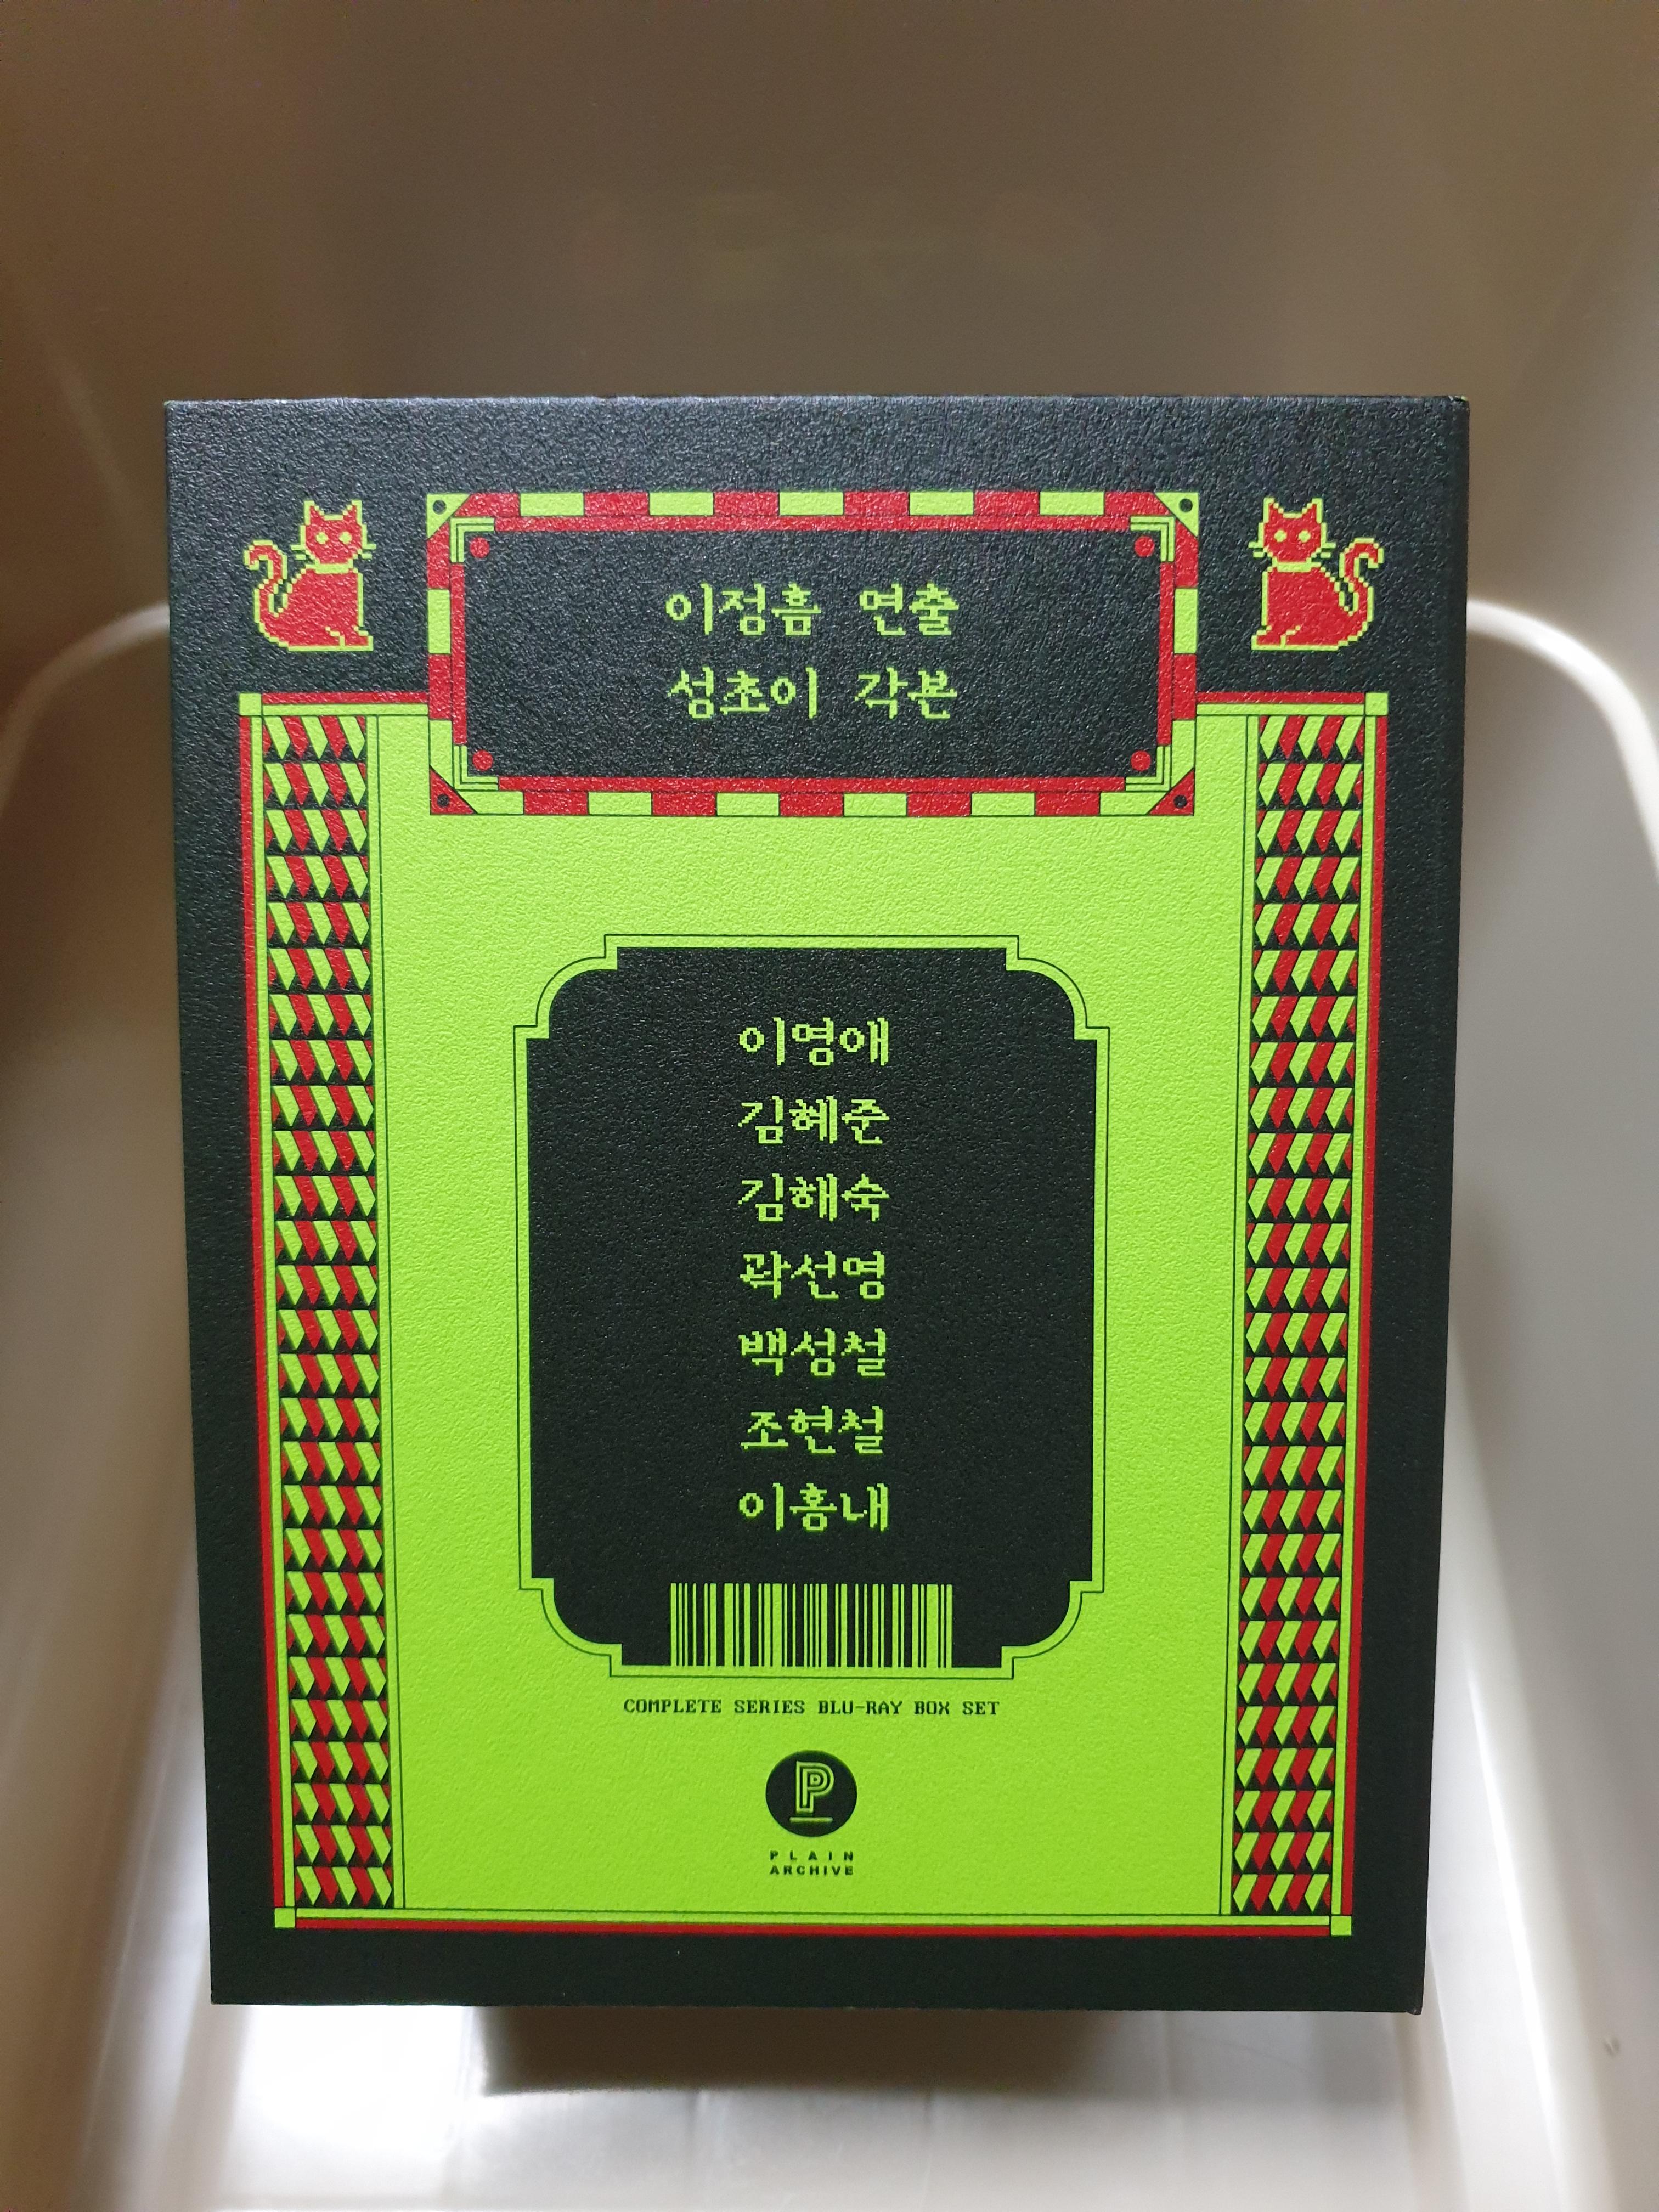 이정흠 연출
성초이 각본
이영애
김혜준
김해숙
곽선영
백성철
조현철
이홍내
COMPLETE SERIES BLU-RAY BOX SET
P
PLAIN
ARCHIVE